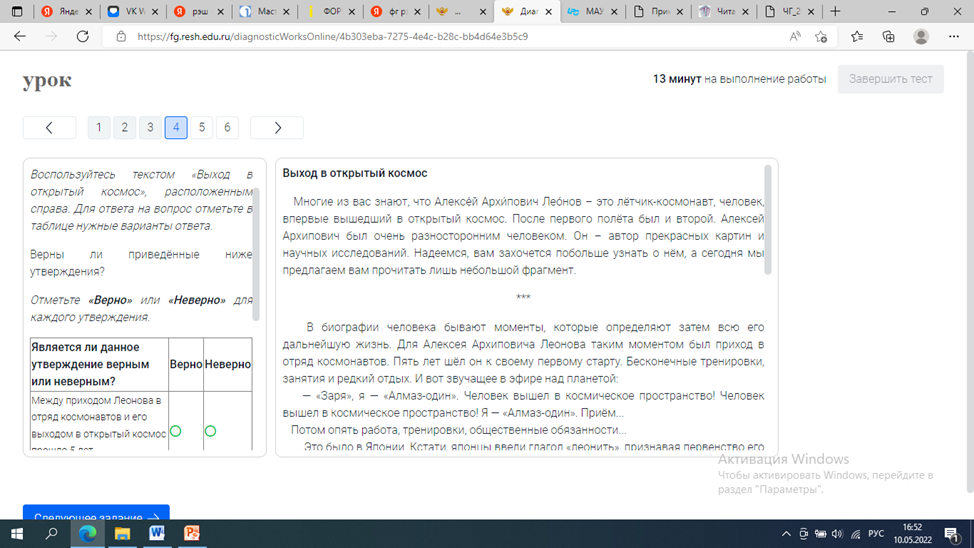 Янде
VK W
рэш
Мас
ФОР
фг.р
...
Диаг
МАУ
При
Чита
ЧГ_2
https://fg.resh.edu.ru/diagnosticWorksOnline/4b303eba-7275-4e4c-b28c-bb4d64e3b5c9
урок
13 минут на выполнение работы
Завершить тест
1 2 3 4 5 6
Воспользуйтесь текстом «Выход в
открытый космос», расположенным
справа. Для ответа на вопрос отметьте в
таблице нужные варианты ответа.
Верны ли приведённые ниже
утверждения?
Отметьте «Верно» или «Неверно» для
каждого утверждения.
Является ли данное
утверждение верным
или неверным?
Верно Неверно
Между приходом Леонова в
отряд космонавтов и его
выходом в открытый космос
прошло 5 лет
Следующее задание →
Выход в открытый космос
Многие из вас знают, что Алексе́й Архи́пович Лео́нов – это лётчик-космонавт, человек,
впервые вышедший в открытый космос. После первого полёта был и второй. Алексей
Архипович был очень разносторонним человеком. Он – автор прекрасных картин и
научных исследований. Надеемся, вам захочется побольше узнать о нём, а сегодня мы
предлагаем вам прочитать лишь небольшой фрагмент.
***
В биографии человека бывают моменты, которые определяют затем всю его
дальнейшую жизнь. Для Алексея Архиповича Леонова таким моментом был приход в
отряд космонавтов. Пять лет шёл он к своему первому старту. Бесконечные тренировки,
занятия и редкий отдых. И вот звучащее в эфире над планетой:
— «Заря», я — «Алмаз-один». Человек вышел в космическое пространство! Человек
вышел в космическое пространство! Я — «Алмаз-один». Приём...
Потом опять работа, тренировки, общественные обязанности...
Это было в Японии. Кстати, японцы ввели глагол «леонить», признавая первенство его
Активация Windows
Чтобы активировать Windows, перейдите в
раздел "Параметры".
РУС
16:52
10.05.2022
1